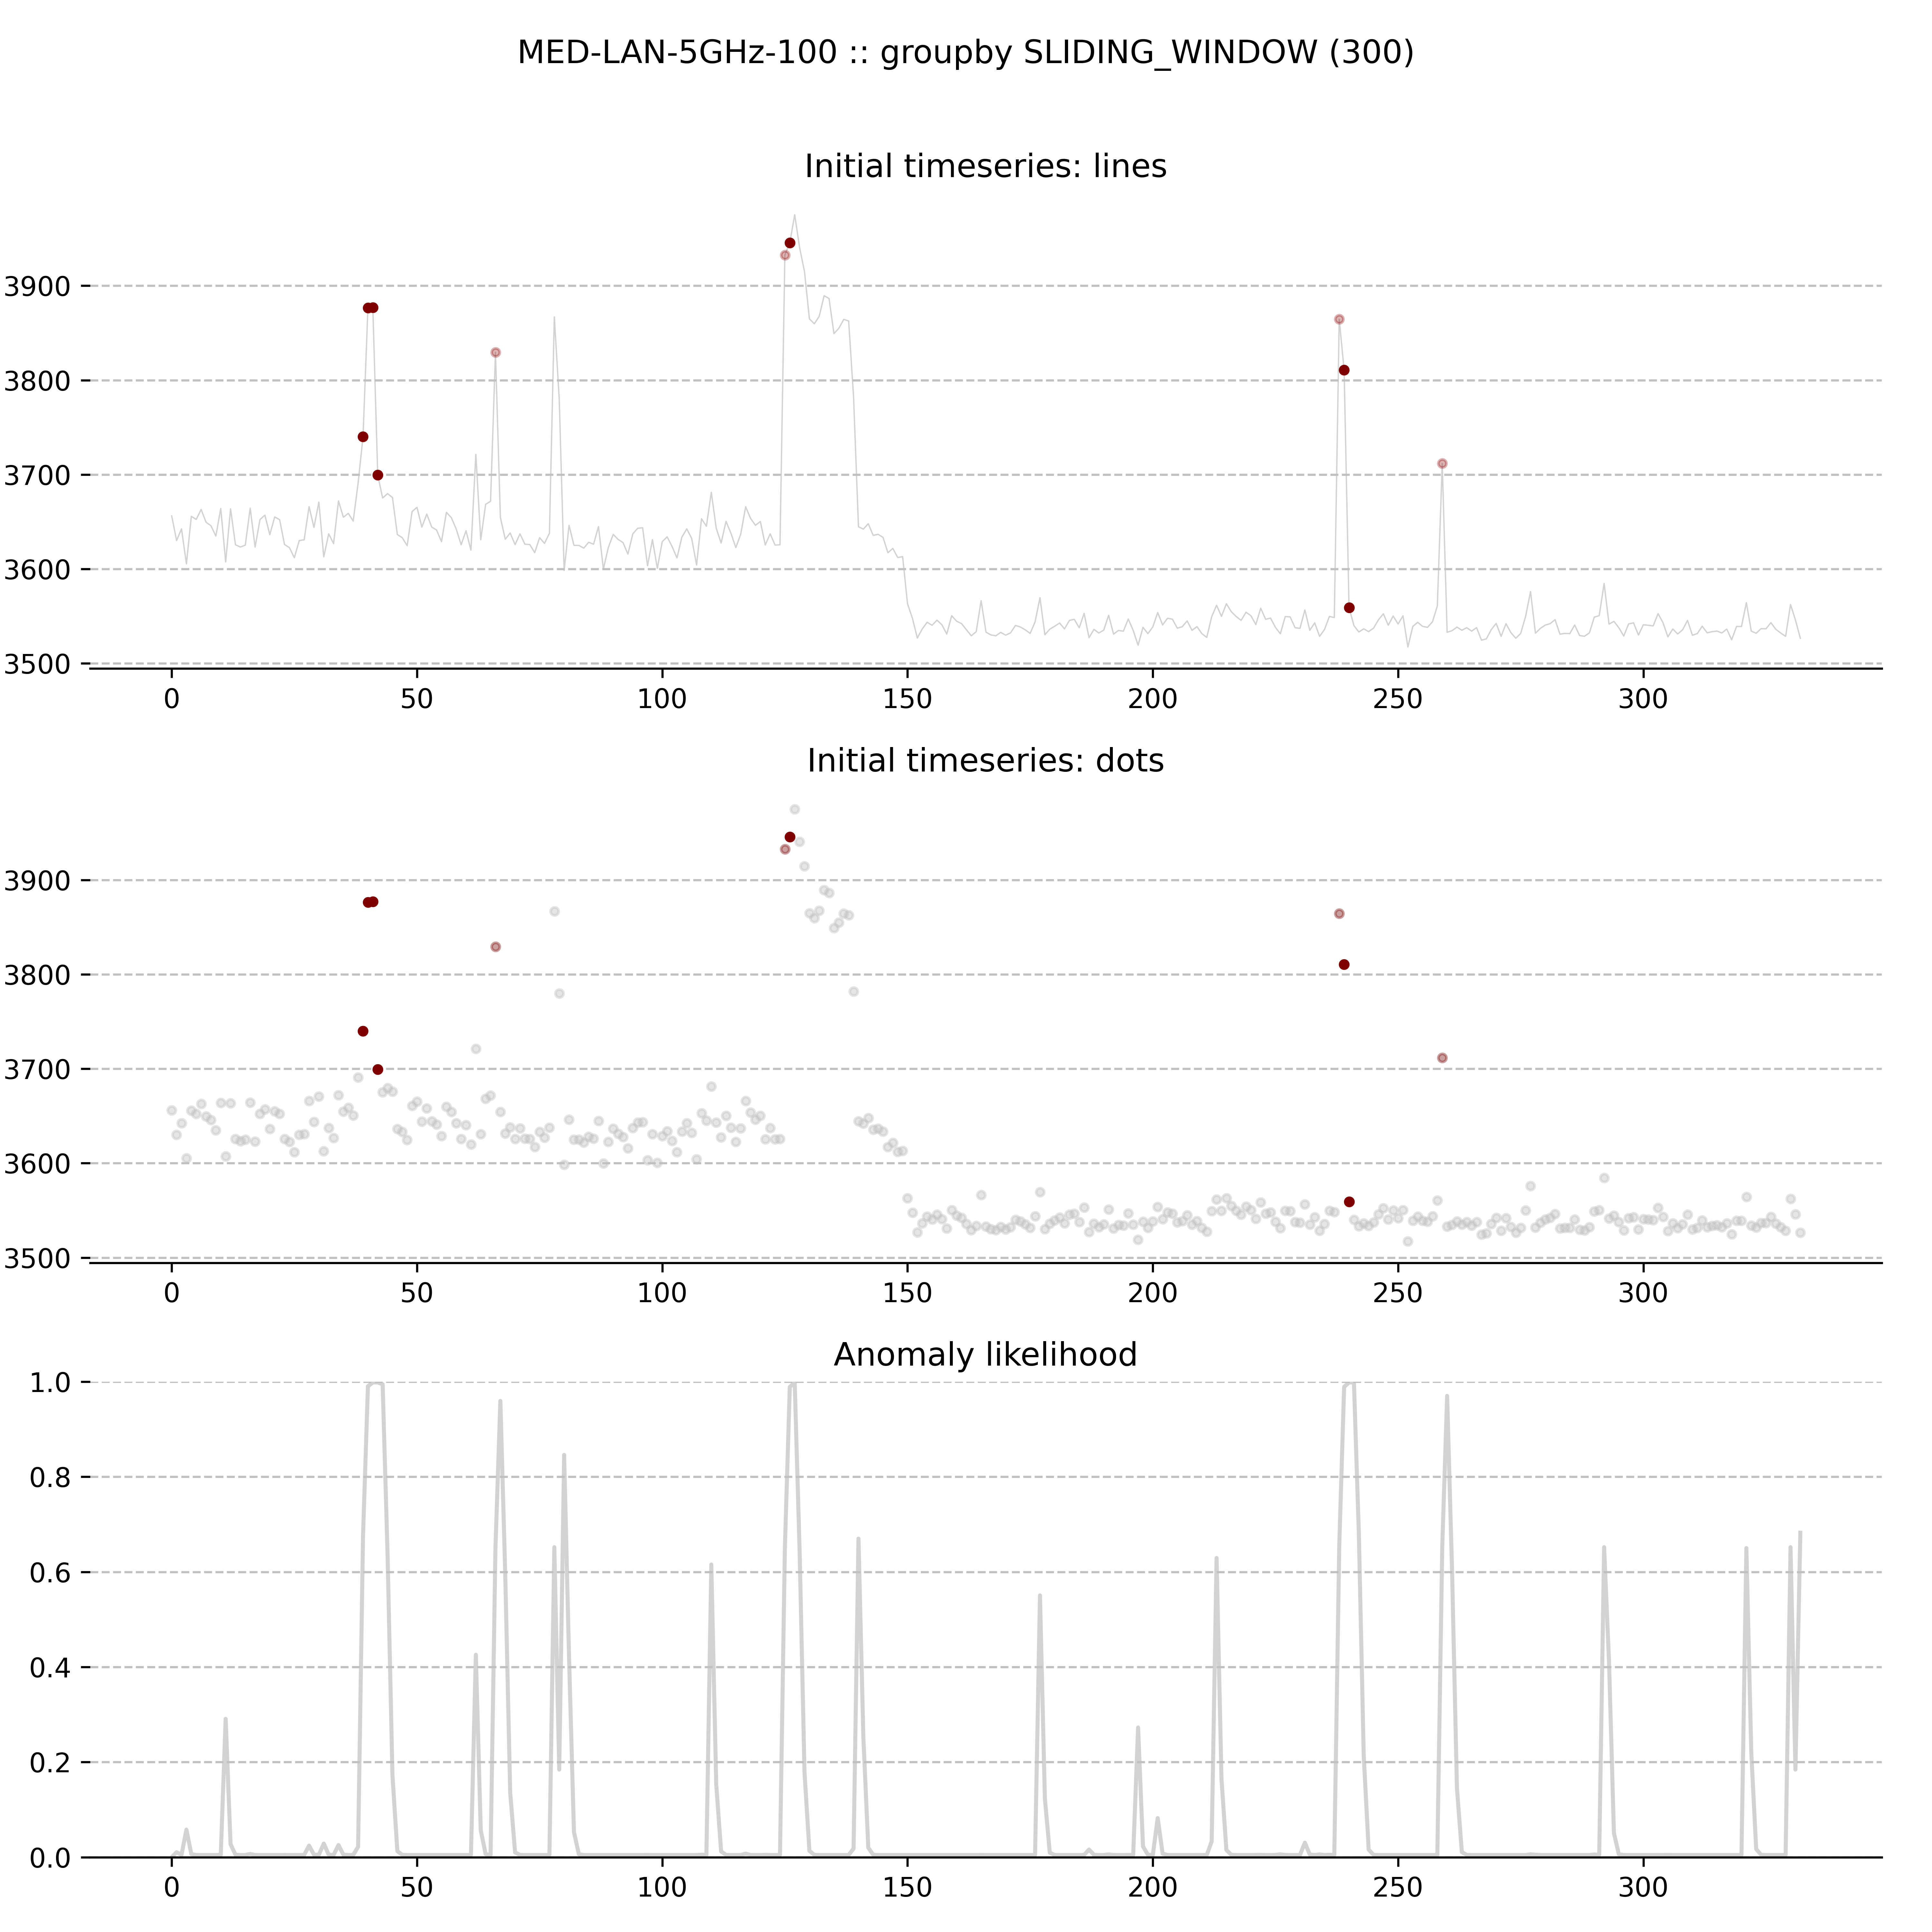 MED-LAN-5GHz-100 :: groupby SLIDING_WINDOW (300)
Initial timeseries: lines
3900
3800
3700
3600
3500
0 50 100 150 200 250 300
Initial timeseries: dots
3900
3800
3700
3600
3500
0 50 100 150 200 250 300
Anomaly likelihood
1.0
0.8
0.6
0.4
0.2
0.0
0 50 100 150 200 250 300